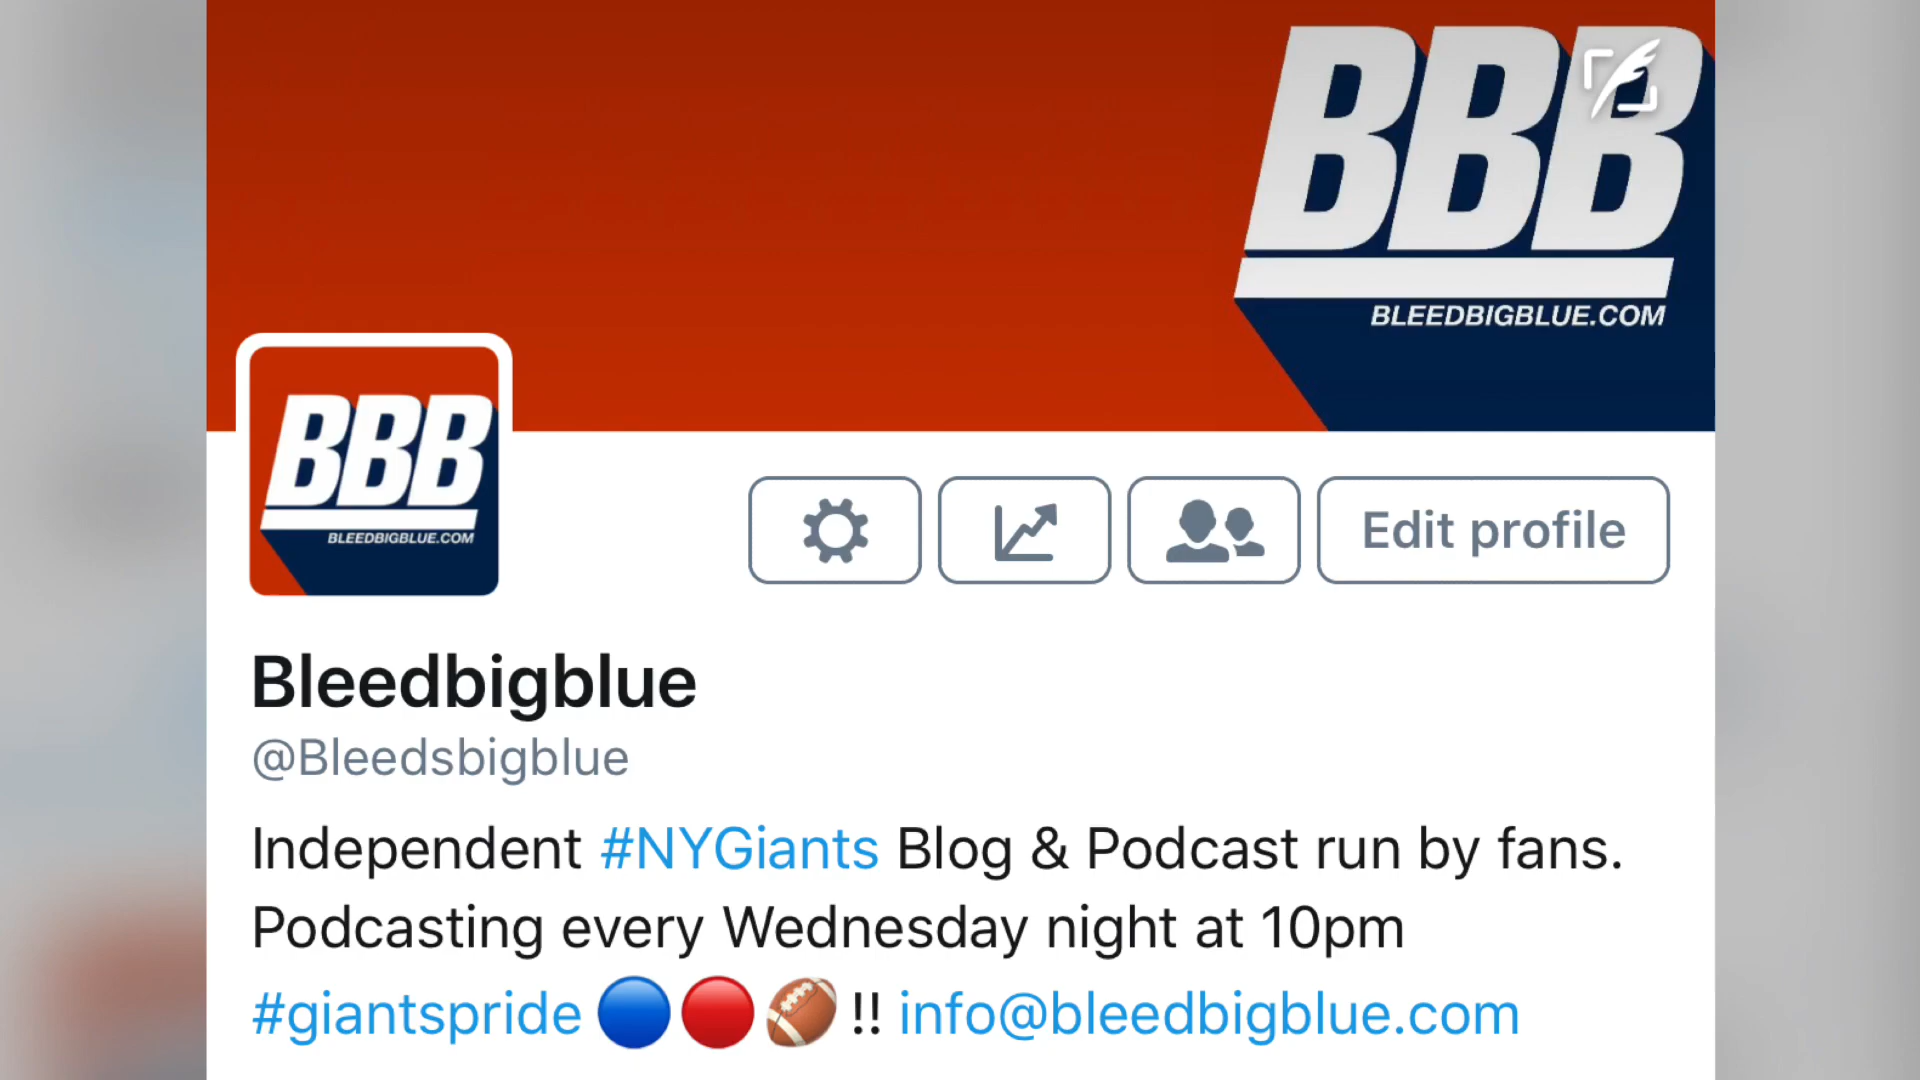 BBB
BLEEDBIGBLUE.COM
BBB
BLEEDBIGBLUE.COM
Edit profile
Bleedbigblue
@Bleedsbigblue
Independent #NYGiants Blog & Podcast run by fans.
Podcasting every Wednesday night at 10pm
#giantspride 🔵🔴🏈 !! info@bleedbigblue.com